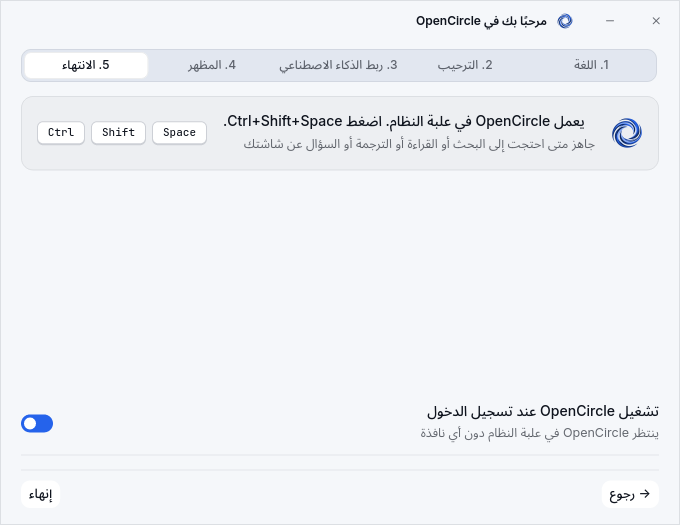 مرحبًا بك في OpenCircle
1. اللغة
2. الترحيب
3. ربط الذكاء الاصطناعي
4. المظهر
5. الانتهاء
يعمل OpenCircle في علبة النظام. اضغط Ctrl+Shift+Space.
جاهز متى احتجت إلى البحث أو القراءة أو الترجمة أو السؤال عن شاشتك
Ctrl Shift Space
تشغيل OpenCircle عند تسجيل الدخول
ينتظر OpenCircle في علبة النظام دون أي نافذة
→ رجوع
إنهاء